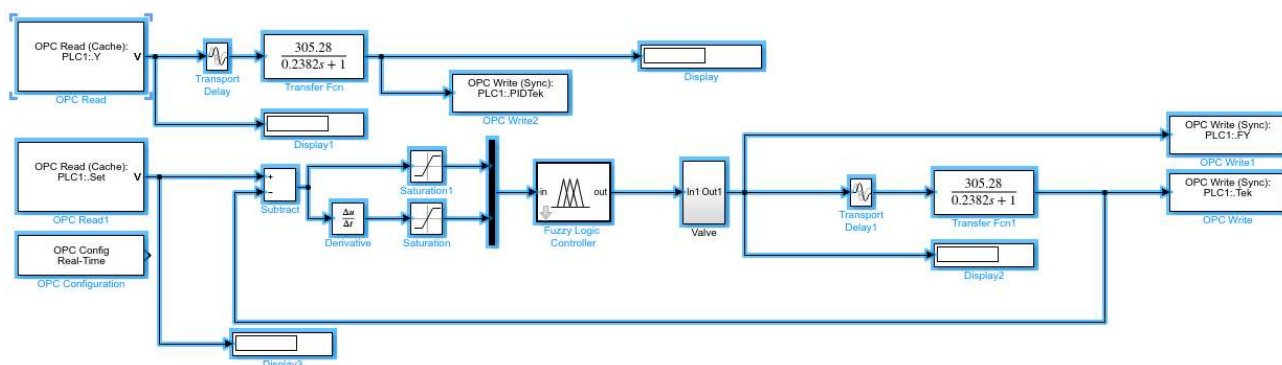 OPC Read (Cache):
PLC1:.Y
V
OPC Read
Transport
Delay
305.28
0.2382s + 1
Transfer Fcn
Display
OPC Write (Sync):
PLC1:.PIDTek
OPC Write2
Display1
OPC Read (Cache):
PLC1:.Set
V
OPC Read1
+
−
Subtract
Saturation1
Δu
Δt
Derivative
Saturation
in
out
Fuzzy Logic
Controller
In1 Out1
Valve
Transport
Delay1
305.28
0.2382s + 1
Transfer Fcn1
OPC Write (Sync):
PLC1:.FY
OPC Write1
OPC Write (Sync):
PLC1:.Tek
OPC Write
Display2
OPC Config
Real-Time
OPC Configuration
Display3